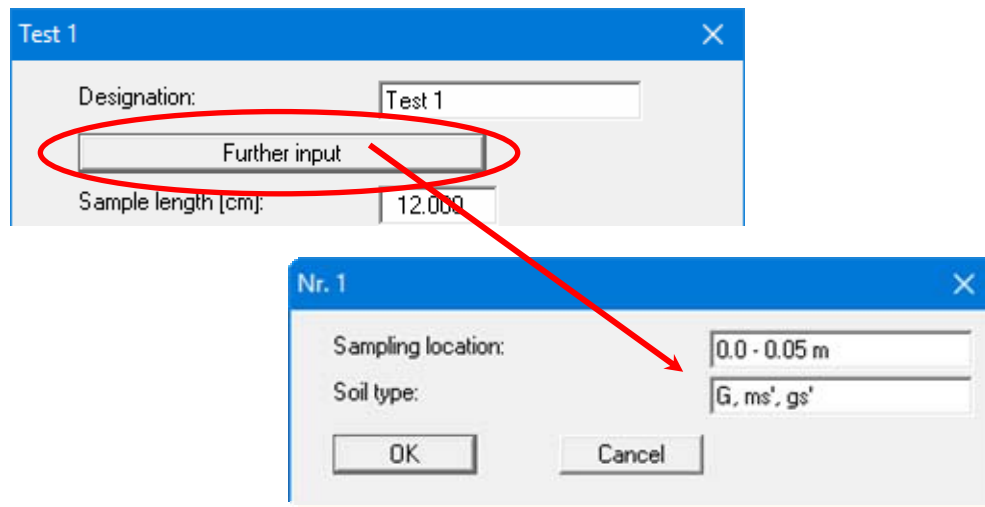 Test 1
Designation: Test 1
Further input
Sample length [cm]: 12.000
Nr. 1
Sampling location: 0.0 - 0.05 m
Soil type: G, ms', gs'
OK Cancel